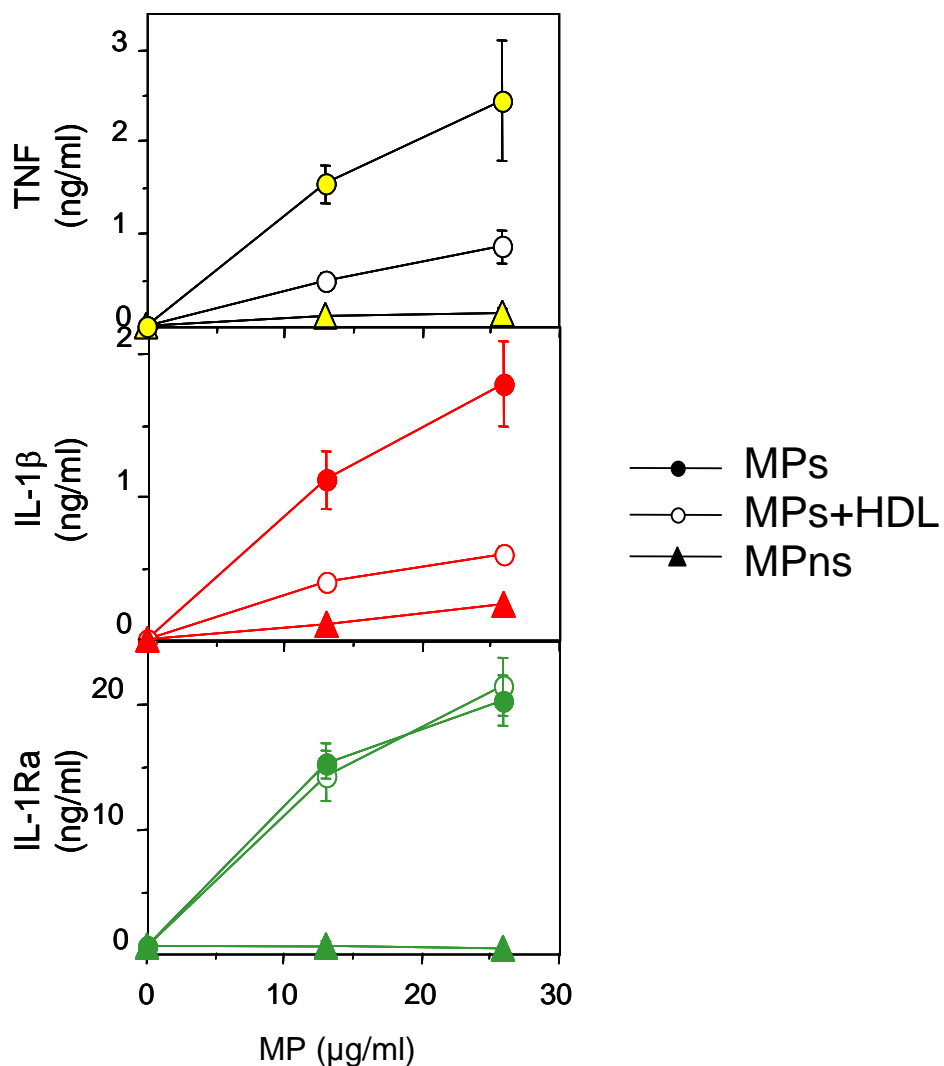 3
2
1
0
TNF
(ng/ml)
2
1
0
IL-1β
(ng/ml)
20
10
0
IL-1Ra
(ng/ml)
0 10 20 30
MP (µg/ml)
MPs
MPs+HDL
MPns